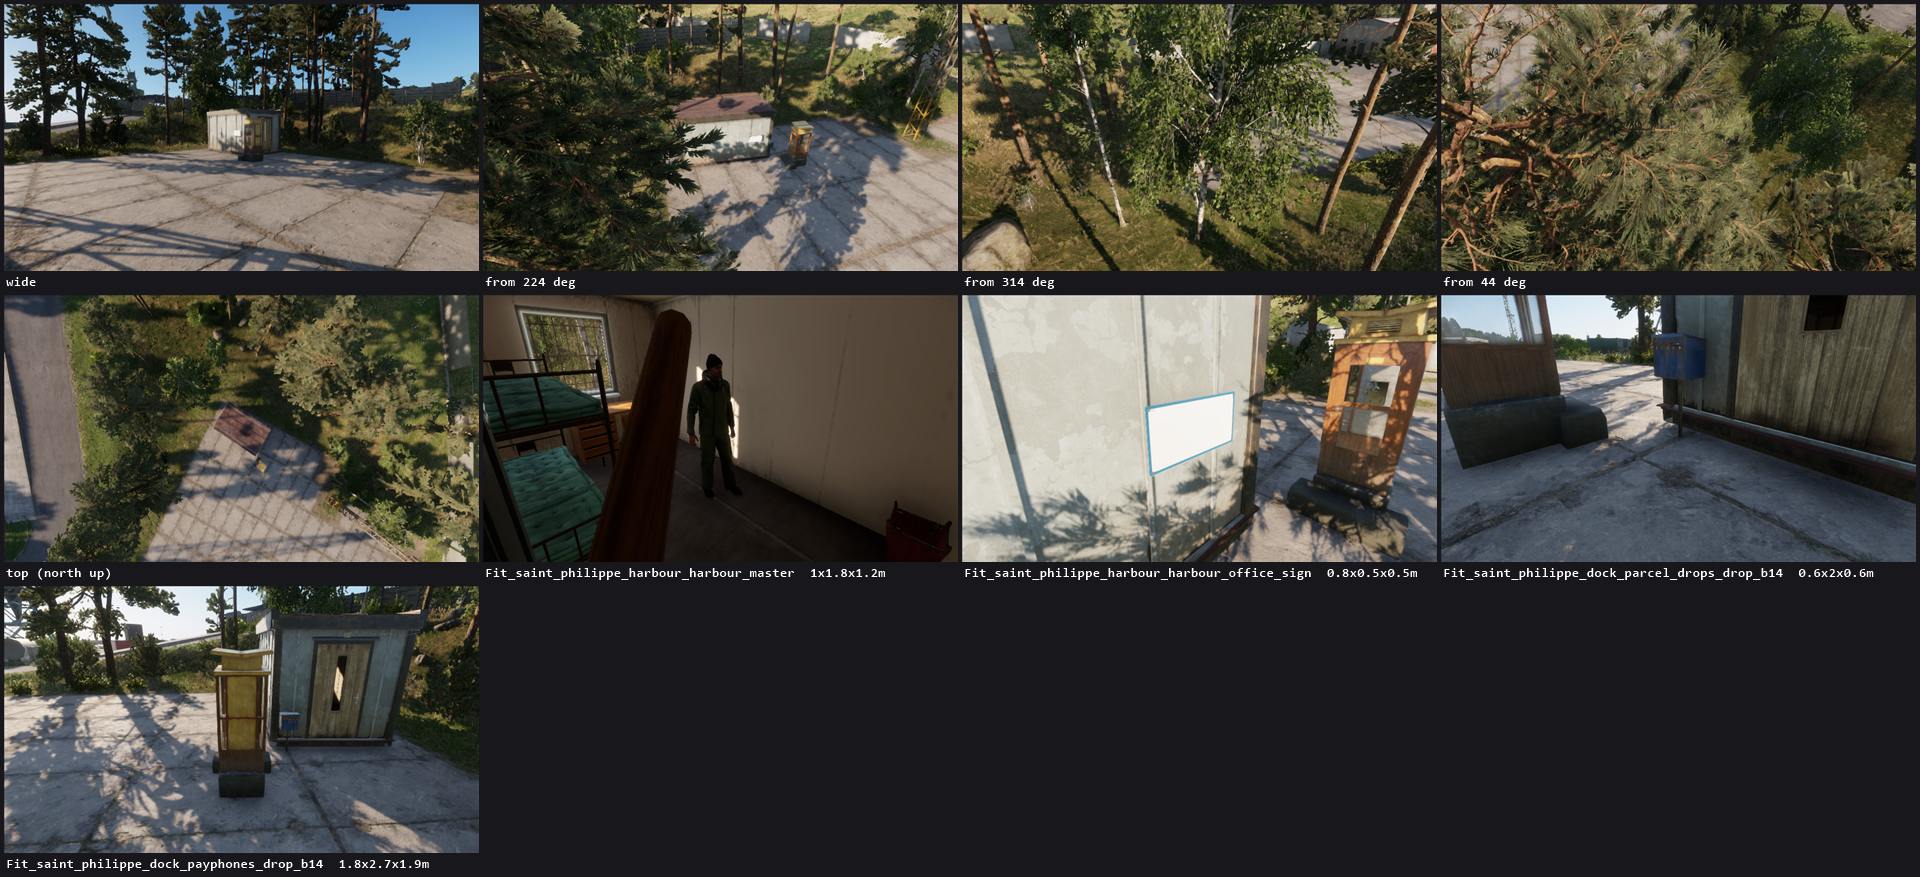 wide
from 224 deg
from 314 deg
from 44 deg
top (north up)
Fit_saint_philippe_harbour_harbour_master 1x1.8x1.2m
Fit_saint_philippe_harbour_harbour_office_sign 0.8x0.5x0.5m
Fit_saint_philippe_dock_parcel_drops_drop_b14 0.6x2x0.6m
Fit_saint_philippe_dock_payphones_drop_b14 1.8x2.7x1.9m